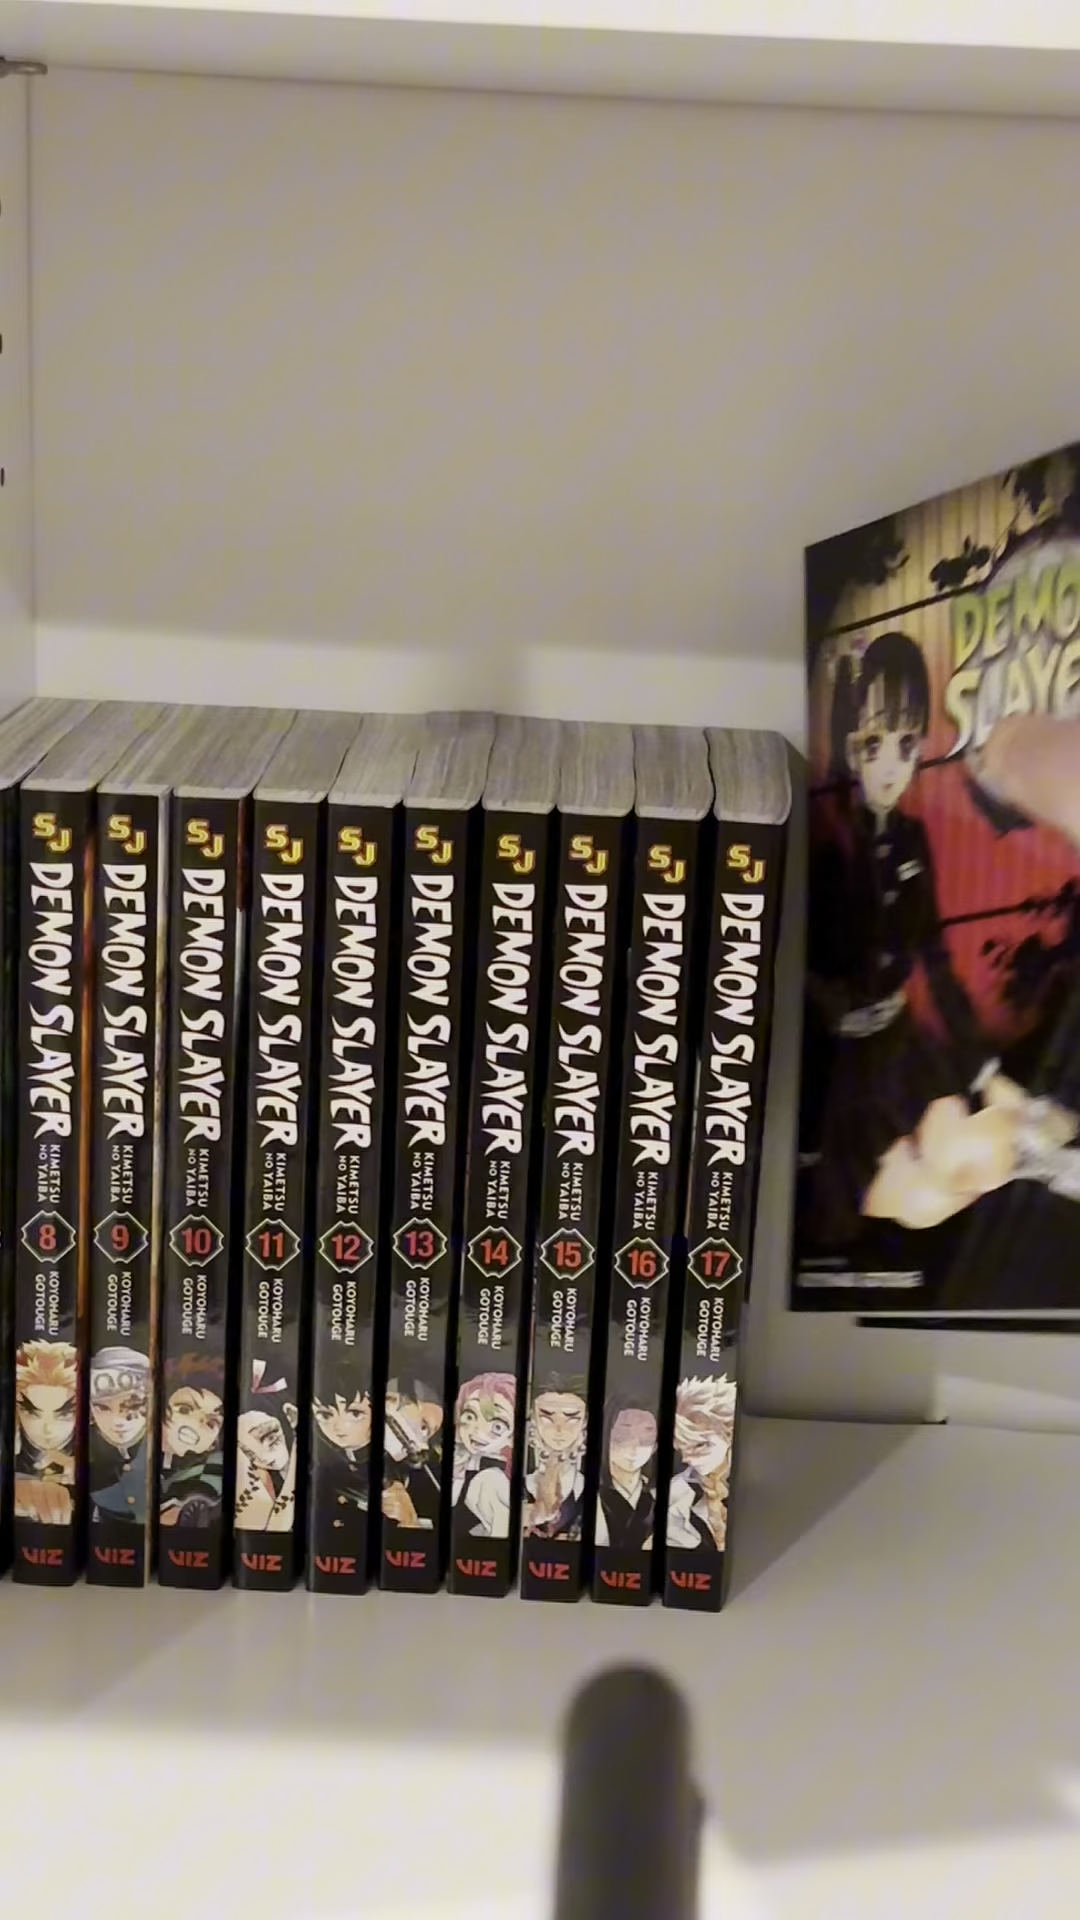 SJ
DEMON SLAYER
KIMETSU
NO YAIBA
8
KOYOHARU
GOTOUGE
VIZ
SJ
DEMON SLAYER
KIMETSU
NO YAIBA
9
KOYOHARU
GOTOUGE
VIZ
SJ
DEMON SLAYER
KIMETSU
NO YAIBA
10
KOYOHARU
GOTOUGE
VIZ
SJ
DEMON SLAYER
KIMETSU
NO YAIBA
11
KOYOHARU
GOTOUGE
VIZ
SJ
DEMON SLAYER
KIMETSU
NO YAIBA
12
KOYOHARU
GOTOUGE
VIZ
SJ
DEMON SLAYER
KIMETSU
NO YAIBA
13
KOYOHARU
GOTOUGE
VIZ
SJ
DEMON SLAYER
KIMETSU
NO YAIBA
14
KOYOHARU
GOTOUGE
VIZ
SJ
DEMON SLAYER
KIMETSU
NO YAIBA
15
KOYOHARU
GOTOUGE
VIZ
SJ
DEMON SLAYER
KIMETSU
NO YAIBA
16
KOYOHARU
GOTOUGE
VIZ
SJ
DEMON SLAYER
KIMETSU
NO YAIBA
17
KOYOHARU
GOTOUGE
VIZ
DEMO
SLAYE